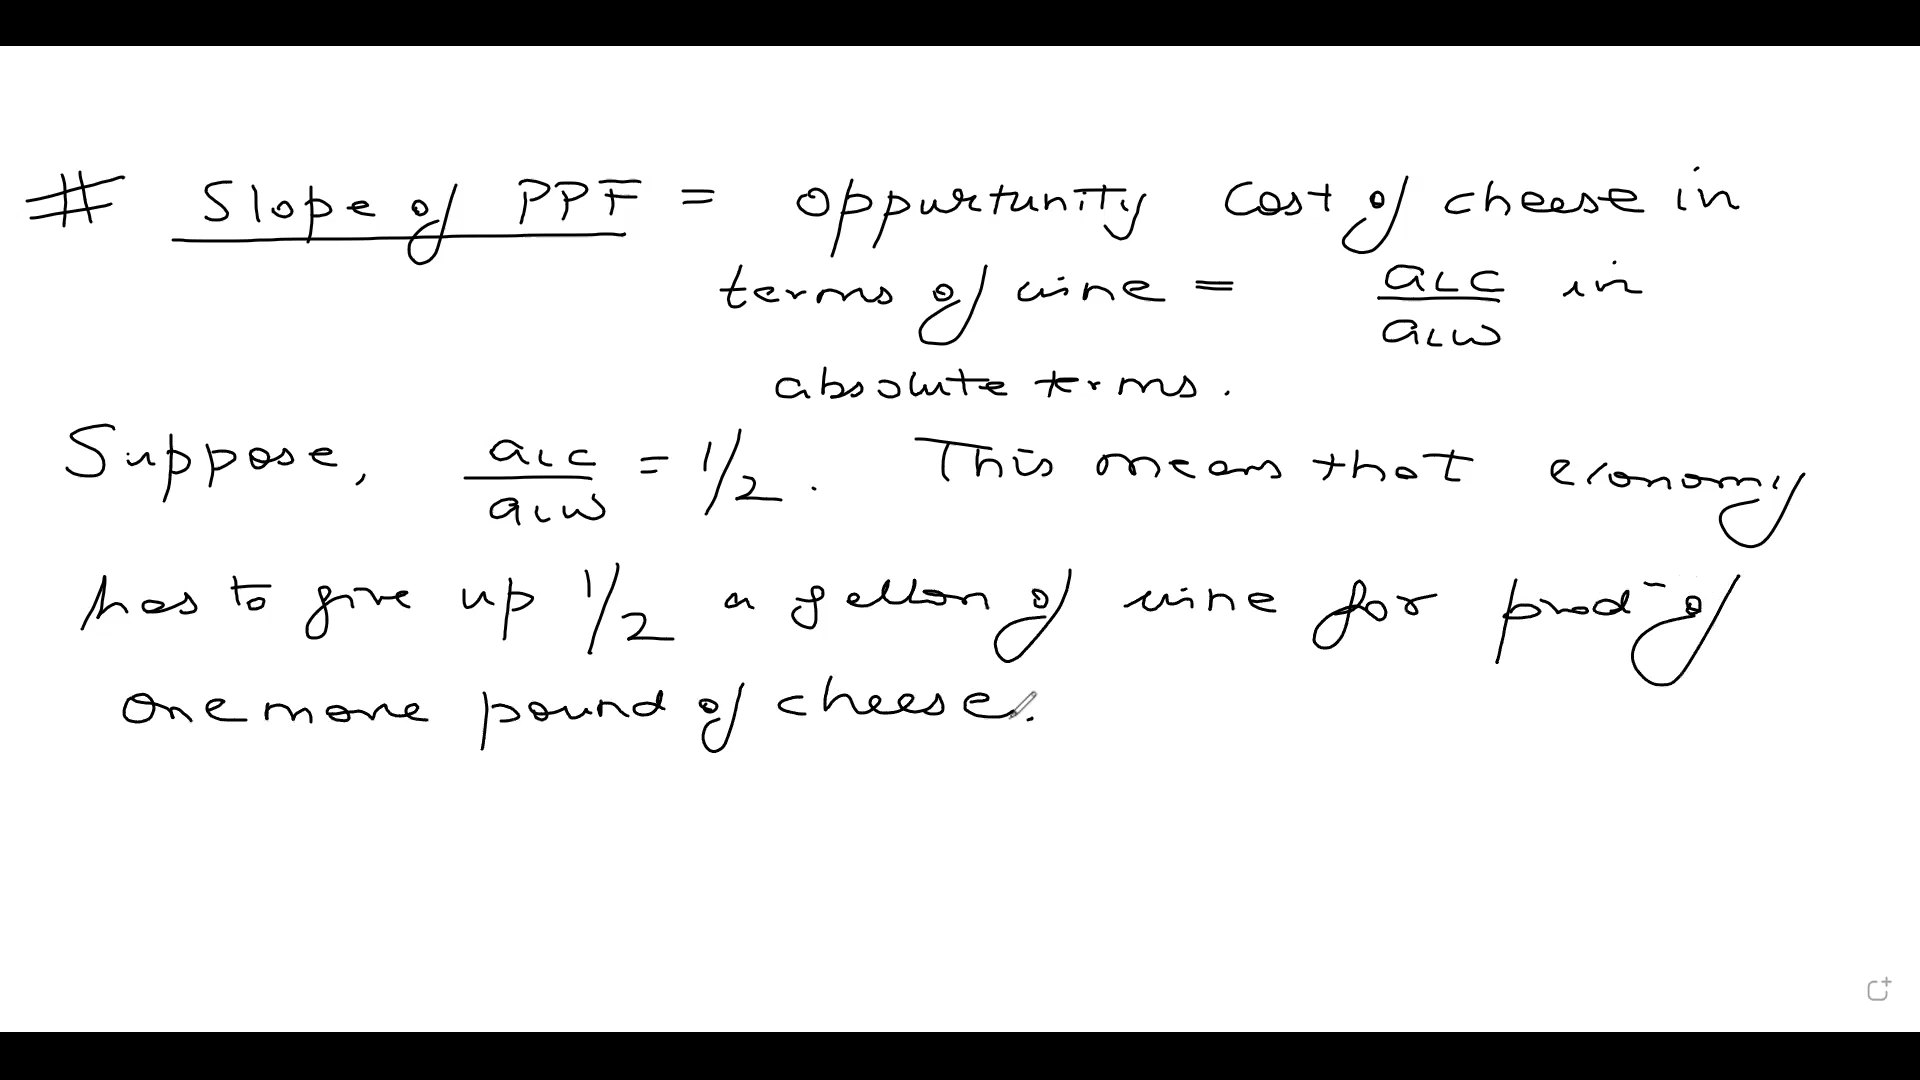 # Slope of PPF = oppurtunity cost of cheese in
terms of wine = aLC/aLW in
absolute terms.
Suppose, aLC/aLW = 1/2. This means that economy
has to give up 1/2 a gallon of wine for prod- of
one more pound of cheese.